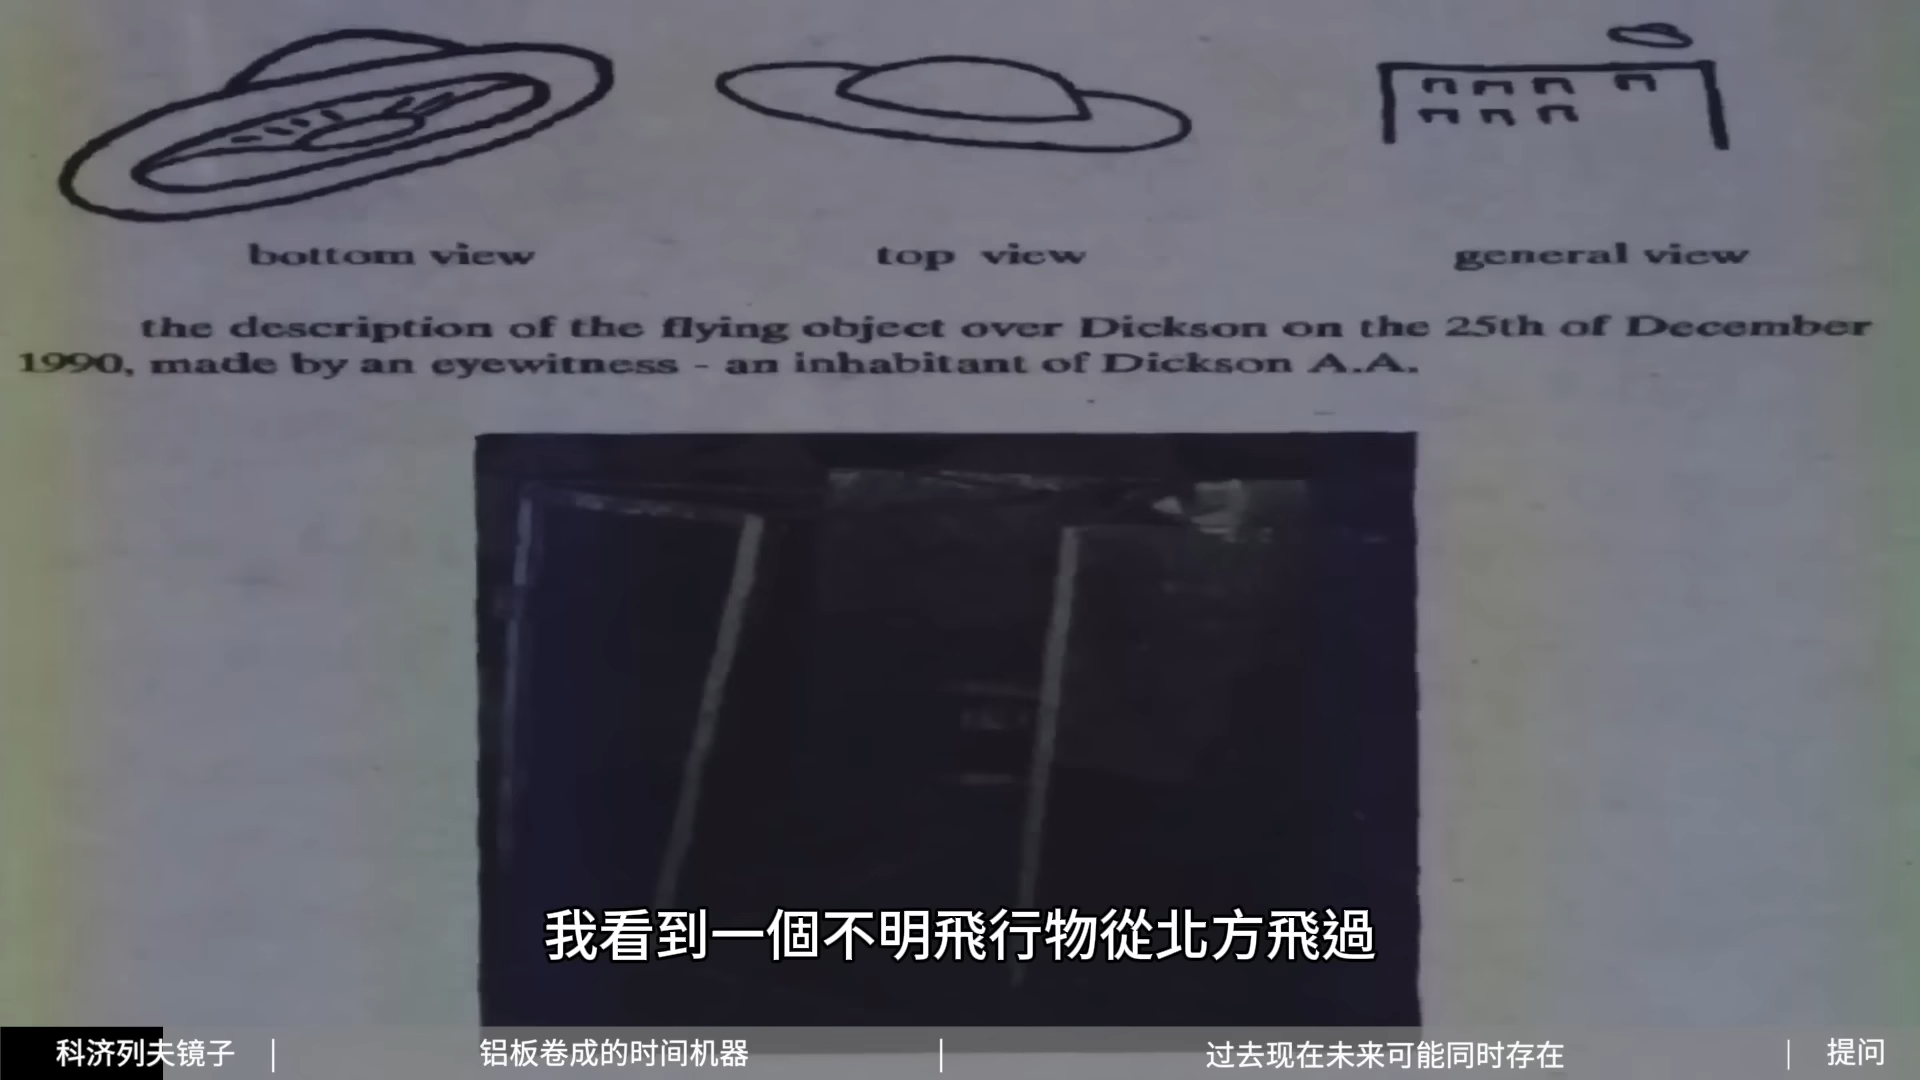 bottom view
top view
general view
the description of the flying object over Dickson on the 25th of December
1990, made by an eyewitness - an inhabitant of Dickson A.A.
我看到一個不明飛行物從北方飛過
科济列夫镜子 | 铝板卷成的时间机器 | 过去现在未来可能同时存在 | 提问